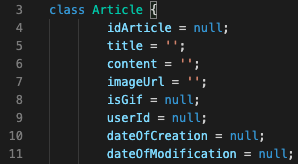 3 class Article {
4 idArticle = null;
5 title = '';
6 content = '';
7 imageUrl = '';
8 isGif = null;
9 userId = null;
10 dateOfCreation = null;
11 dateOfModification = null;